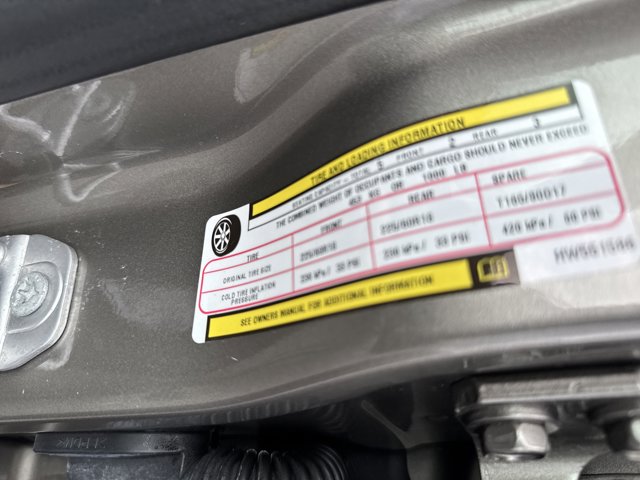 TIRE AND LOADING INFORMATION
SEATING CAPACITY - TOTAL 5 FRONT 2 REAR 3
THE COMBINED WEIGHT OF OCCUPANTS AND CARGO SHOULD NEVER EXCEED
453 KG OR 1000 LB
TIRE FRONT REAR SPARE
ORIGINAL TIRE SIZE 225/60R18 225/60R18 T165/80D17
COLD TIRE INFLATION PRESSURE 230 KPa / 33 PSI 230 KPa / 33 PSI 420 KPa / 60 PSI
SEE OWNERS MANUAL FOR ADDITIONAL INFORMATION.